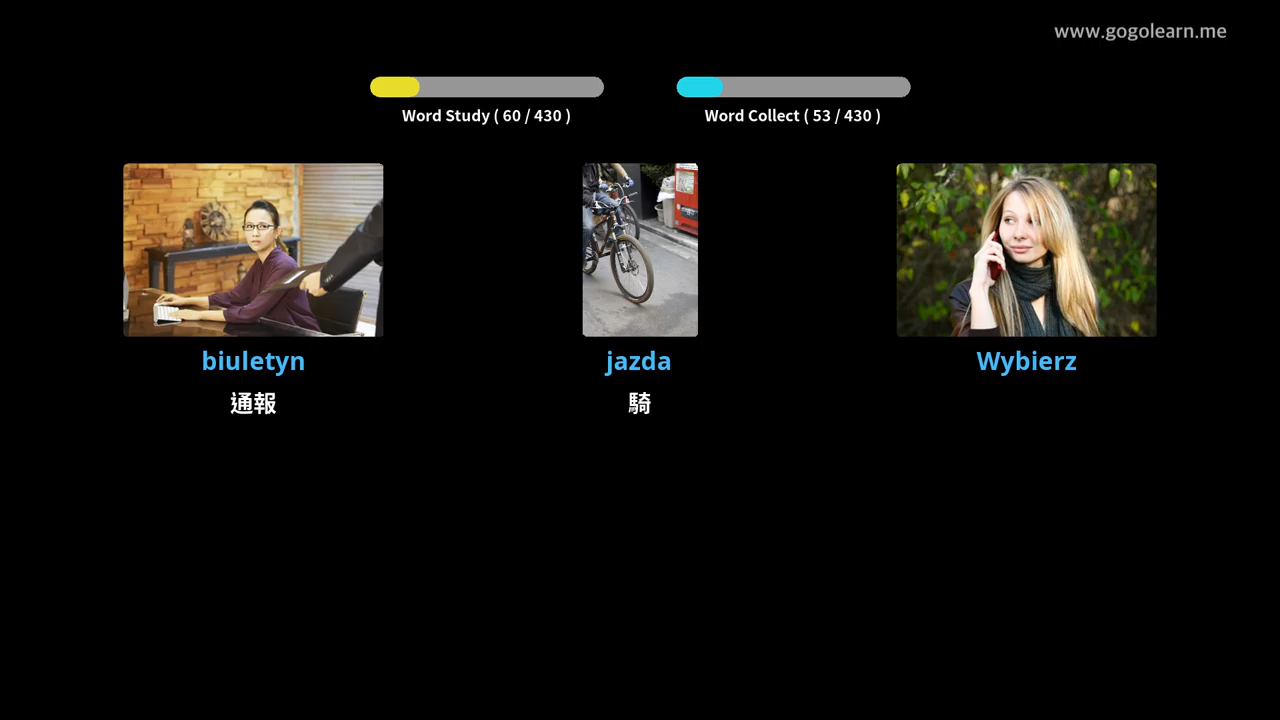 www.gogolearn.me
Word Study ( 60 / 430 )
Word Collect ( 53 / 430 )
biuletyn
jazda
Wybierz
通報
騎